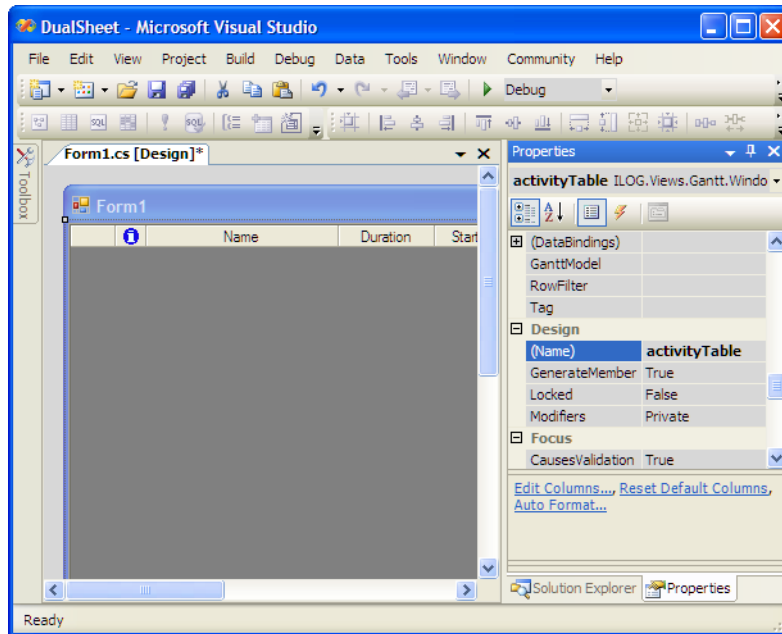 DualSheet - Microsoft Visual Studio
File Edit View Project Build Debug Data Tools Window Community Help
Debug
SQL SQL
Toolbox
Form1.cs [Design]*
Form1
Name Duration Start
Properties
activityTable ILOG.Views.Gantt.Windo
(DataBindings)
GanttModel
RowFilter
Tag
Design
(Name) activityTable
GenerateMember True
Locked False
Modifiers Private
Focus
CausesValidation True
Edit Columns..., Reset Default Columns,
Auto Format...
Solution Explorer Properties
Ready